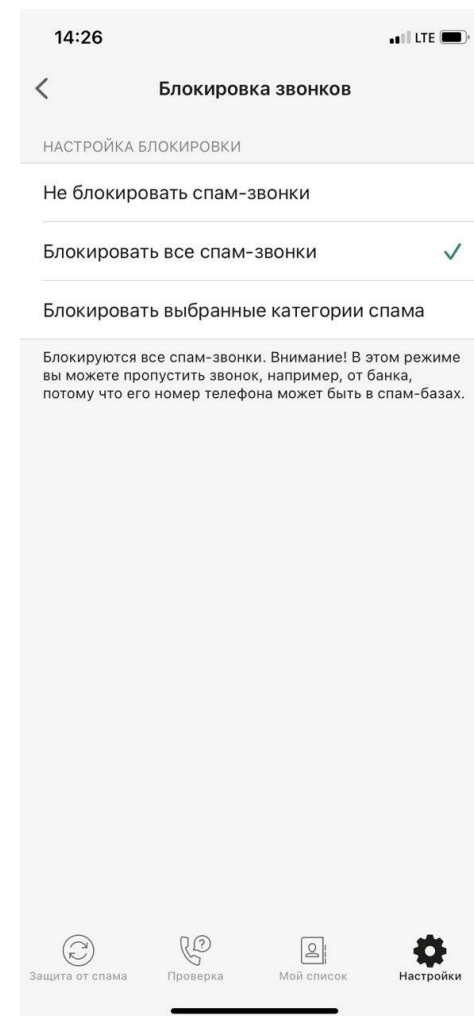 14:26
LTE
Блокировка звонков
НАСТРОЙКА БЛОКИРОВКИ
Не блокировать спам-звонки
Блокировать все спам-звонки
Блокировать выбранные категории спама
Блокируются все спам-звонки. Внимание! В этом режиме
вы можете пропустить звонок, например, от банка,
потому что его номер телефона может быть в спам-базах.
Защита от спама
Проверка
Мой список
Настройки